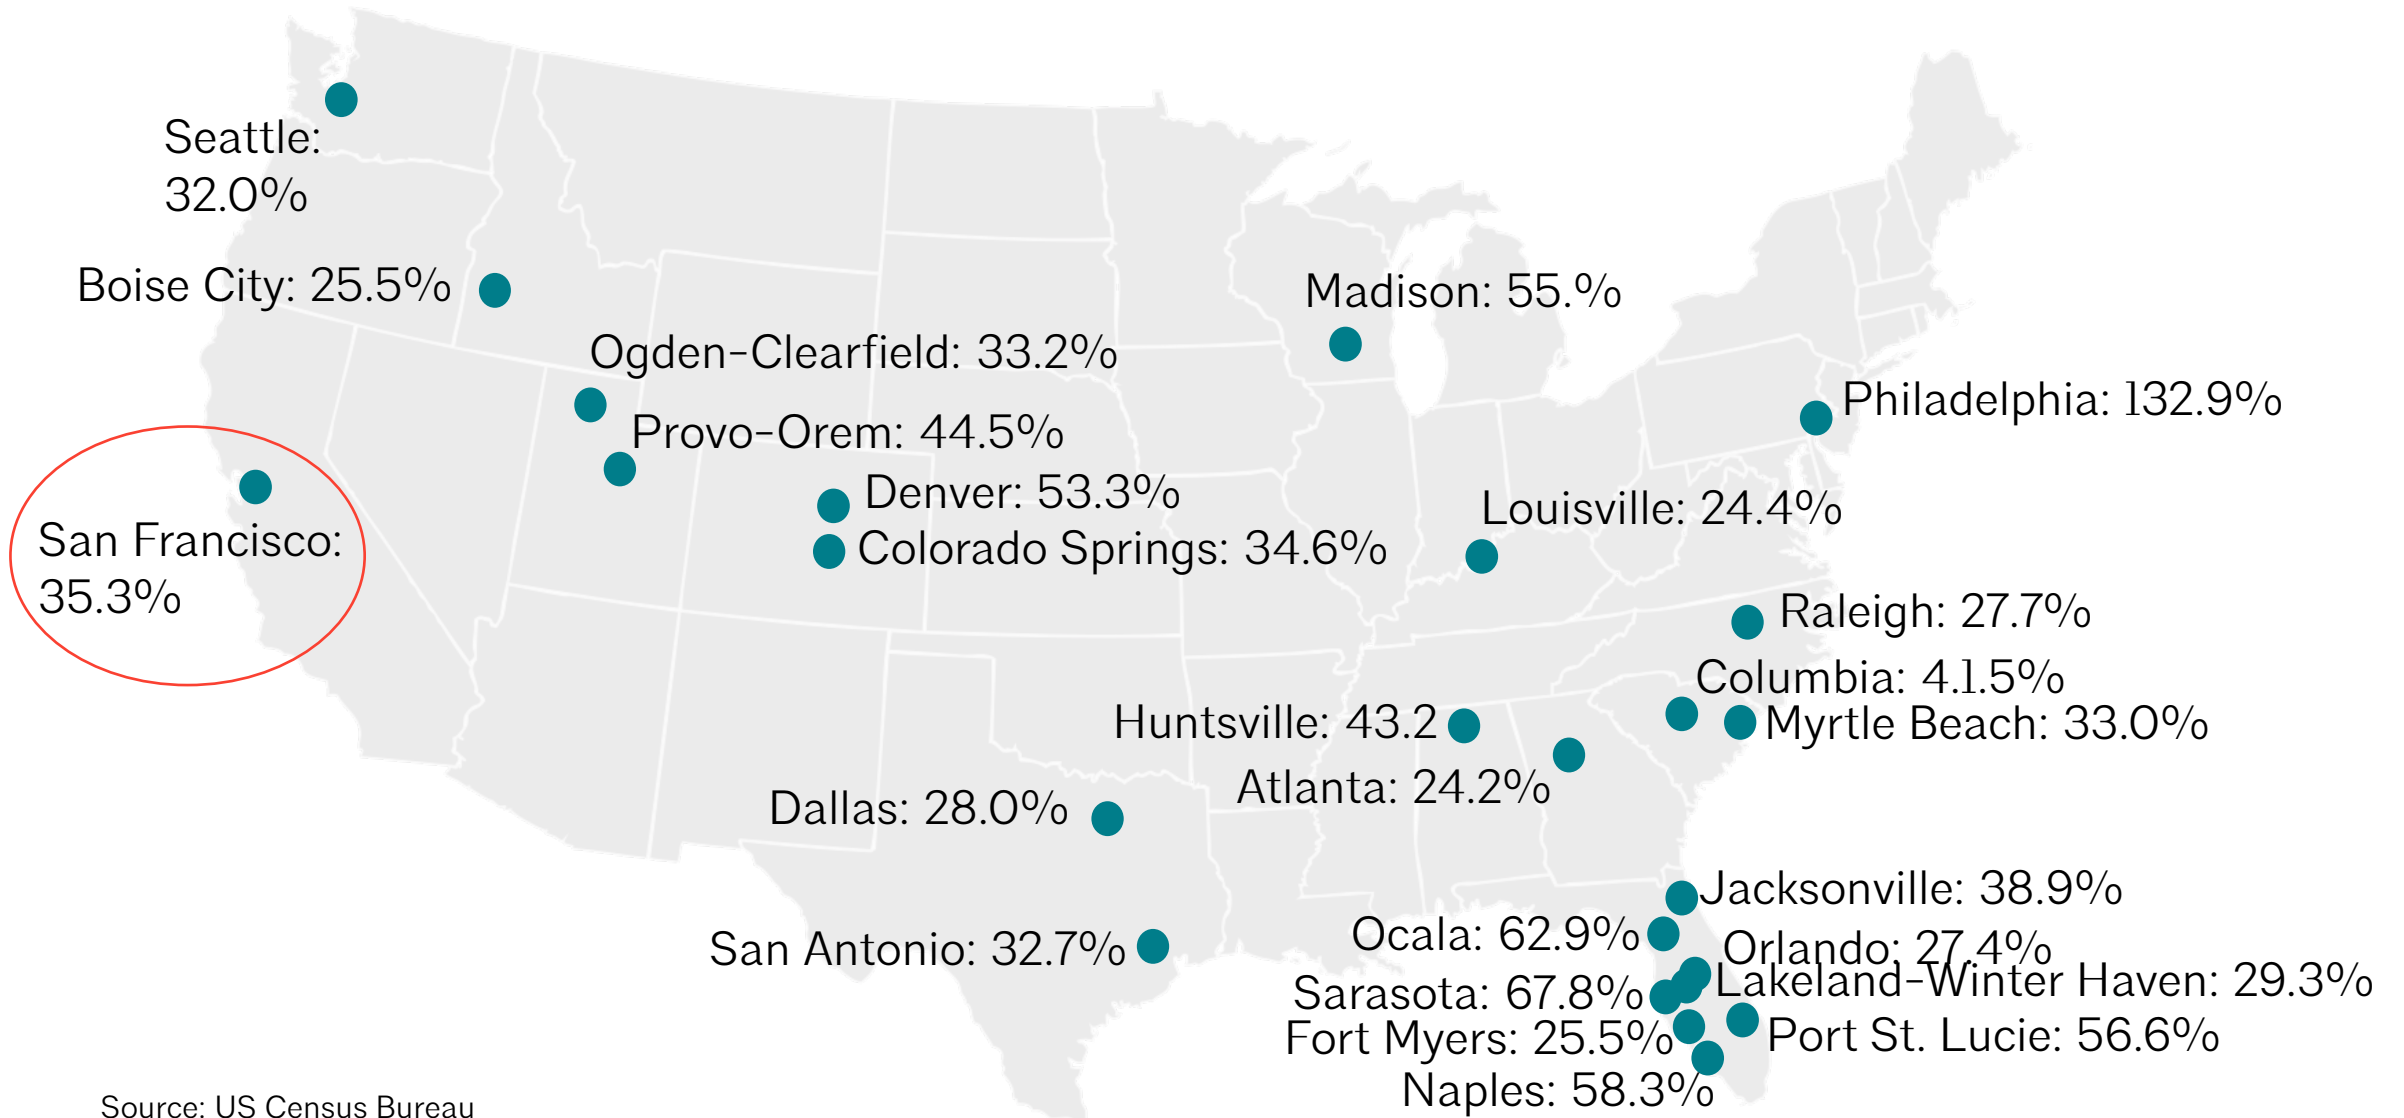 Seattle:
32.0%
Boise City: 25.5%
Madison: 55.%
Ogden-Clearfield: 33.2%
Philadelphia: 132.9%
Provo-Orem: 44.5%
Denver: 53.3%
Louisville: 24.4%
San Francisco:
35.3%
Colorado Springs: 34.6%
Raleigh: 27.7%
Columbia: 4.1.5%
Huntsville: 43.2
Myrtle Beach: 33.0%
Atlanta: 24.2%
Dallas: 28.0%
Jacksonville: 38.9%
Ocala: 62.9%
Orlando: 27.4%
San Antonio: 32.7%
Lakeland-Winter Haven: 29.3%
Sarasota: 67.8%
Fort Myers: 25.5%
Port St. Lucie: 56.6%
Naples: 58.3%
Source: US Census Bureau